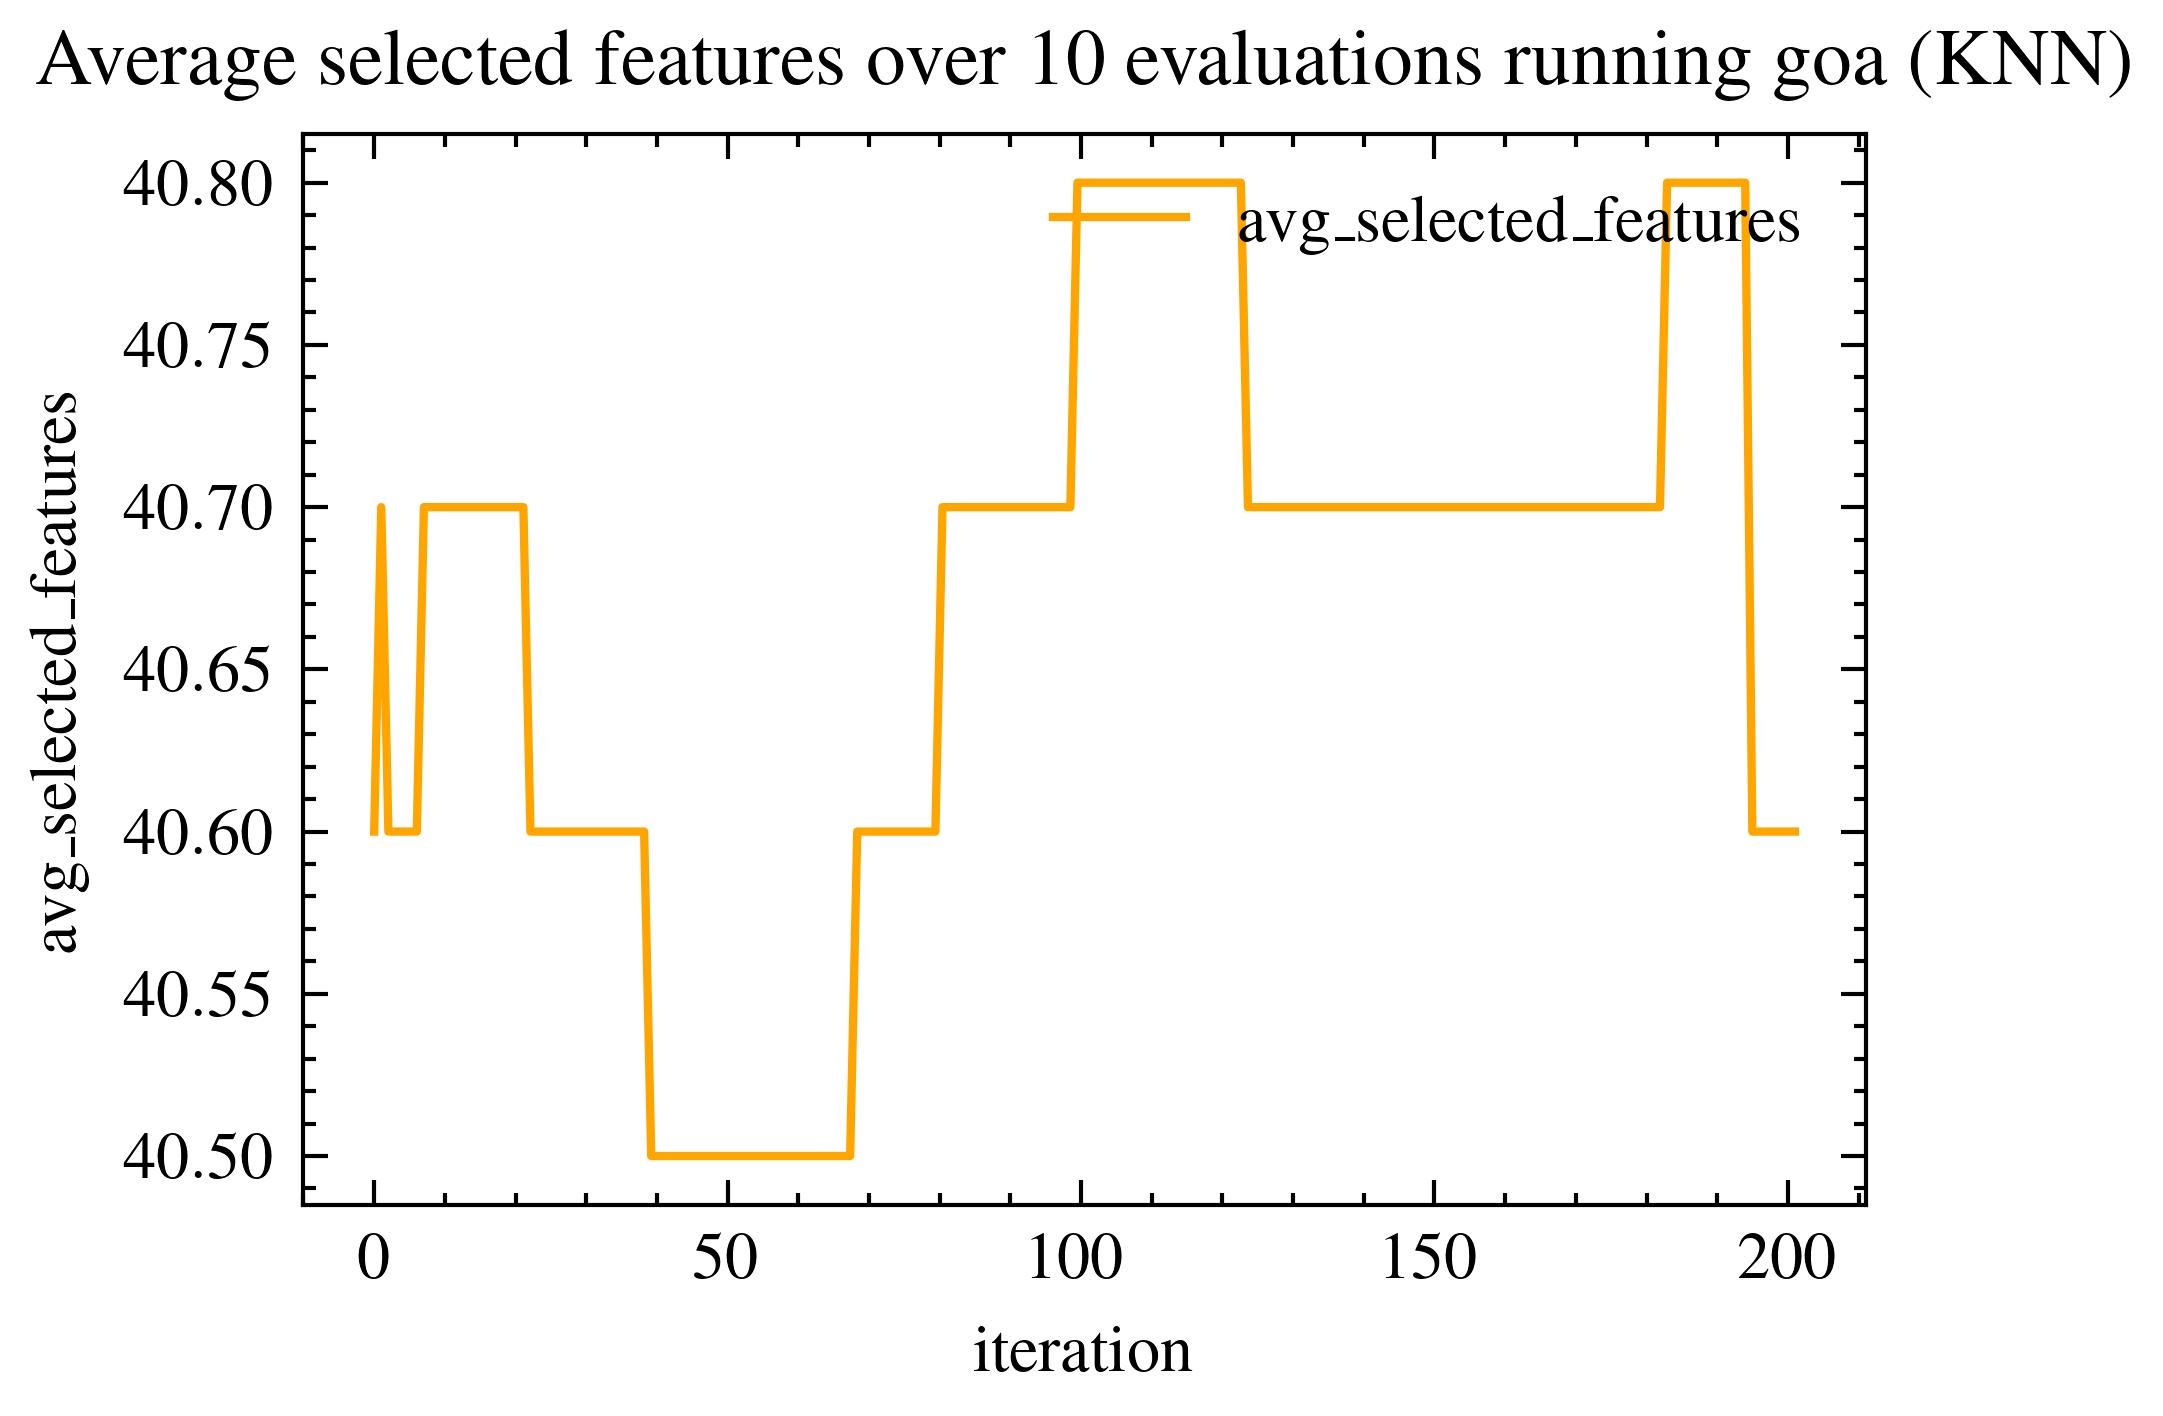 Average selected features over 10 evaluations running goa (KNN)
avg_selected_features
avg_selected_features
40.80
40.75
40.70
40.65
40.60
40.55
40.50
0 50 100 150 200
iteration